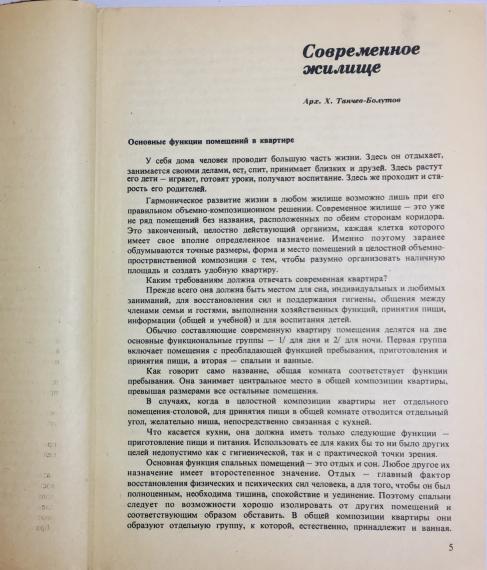 Современное
жилище
Арх. Х. Танчев-Болутов
Основные функции помещений в квартире
У себя дома человек проводит большую часть жизни. Здесь он отдыхает,
занимается своими делами, ест, спит, принимает близких и друзей. Здесь растут
его дети — играют, готовят уроки, получают воспитание. Здесь же проходит и ста-
рость его родителей.
Гармоническое развитие жизни в любом жилище возможно лишь при его
правильном объемно-композиционном решении. Современное жилище — это уже
не ряд помещений без названия, расположенных по обеим сторонам коридора.
Это законченный, целостно действующий организм, каждая клетка которого
имеет свое вполне определенное назначение. Именно поэтому заранее
обдумываются точные размеры, форма и место помещений в целостной объемно-
пространственной композиции с тем, чтобы разумно организовать наличную
площадь и создать удобную квартиру.
Каким требованиям должна отвечать современная квартира?
Прежде всего она должна быть местом для сна, индивидуальных и любимых
заниманий, для восстановления сил и поддержания гигиены, общения между
членами семьи и гостями, выполнения хозяйственных функций, принятия пищи,
информации (общей и учебной) и для воспитания детей.
Обычно составляющие современную квартиру помещения делятся на две
основные функциональные группы — 1/ для дня и 2/ для ночи. Первая группа
включает помещения с преобладающей функцией пребывания, приготовления и
принятия пищи, а вторая — спальни и ванные.
Как говорит само название, общая комната соответствует функции
пребывания. Она занимает центральное место в общей композиции квартиры,
превышая размерами все остальные помещения.
В случаях, когда в целостной композиции квартиры нет отдельного
помещения-столовой, для принятия пищи в общей комнате отводится отдельный
угол, желательно ниша, непосредственно связанная с кухней.
Что касается кухни, она должна иметь только следующие функции —
приготовление пищи и питания. Использовать ее для каких бы то ни было других
целей недопустимо как с гигиенической, так и с практической точки зрения.
Основная функция спальных помещений — это отдых и сон. Любое другое их
назначение имеет второстепенное значение. Отдых — главный фактор
восстановления физических и психических сил человека, а для того, чтобы он был
полноценным, необходима тишина, спокойствие и уединение. Поэтому спальни
следует по возможности хорошо изолировать от других помещений и
соответствующим образом обставить. В общей композиции квартиры они
образуют отдельную группу, к которой, естественно, принадлежит и ванная.
5